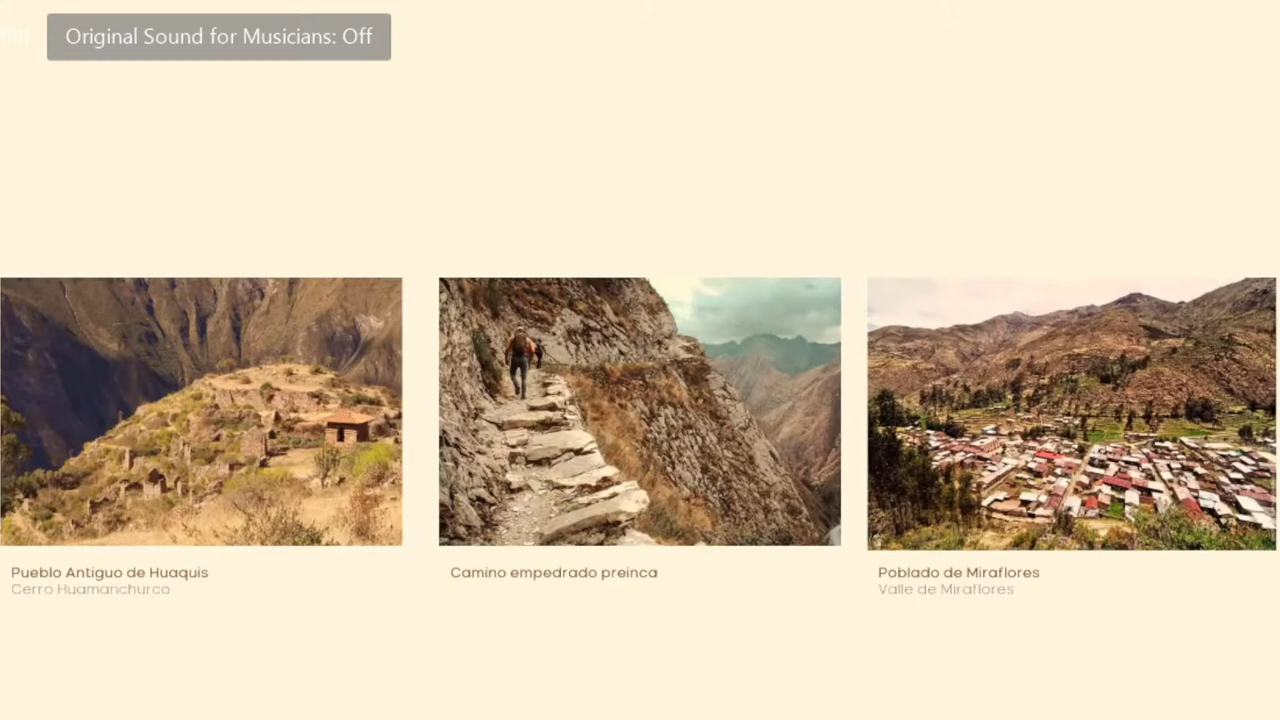 Original Sound for Musicians: Off
Pueblo Antiguo de Huaquis
Cerro Huamanchurco
Camino empedrado preinca
Poblado de Miraflores
Valle de Miraflores